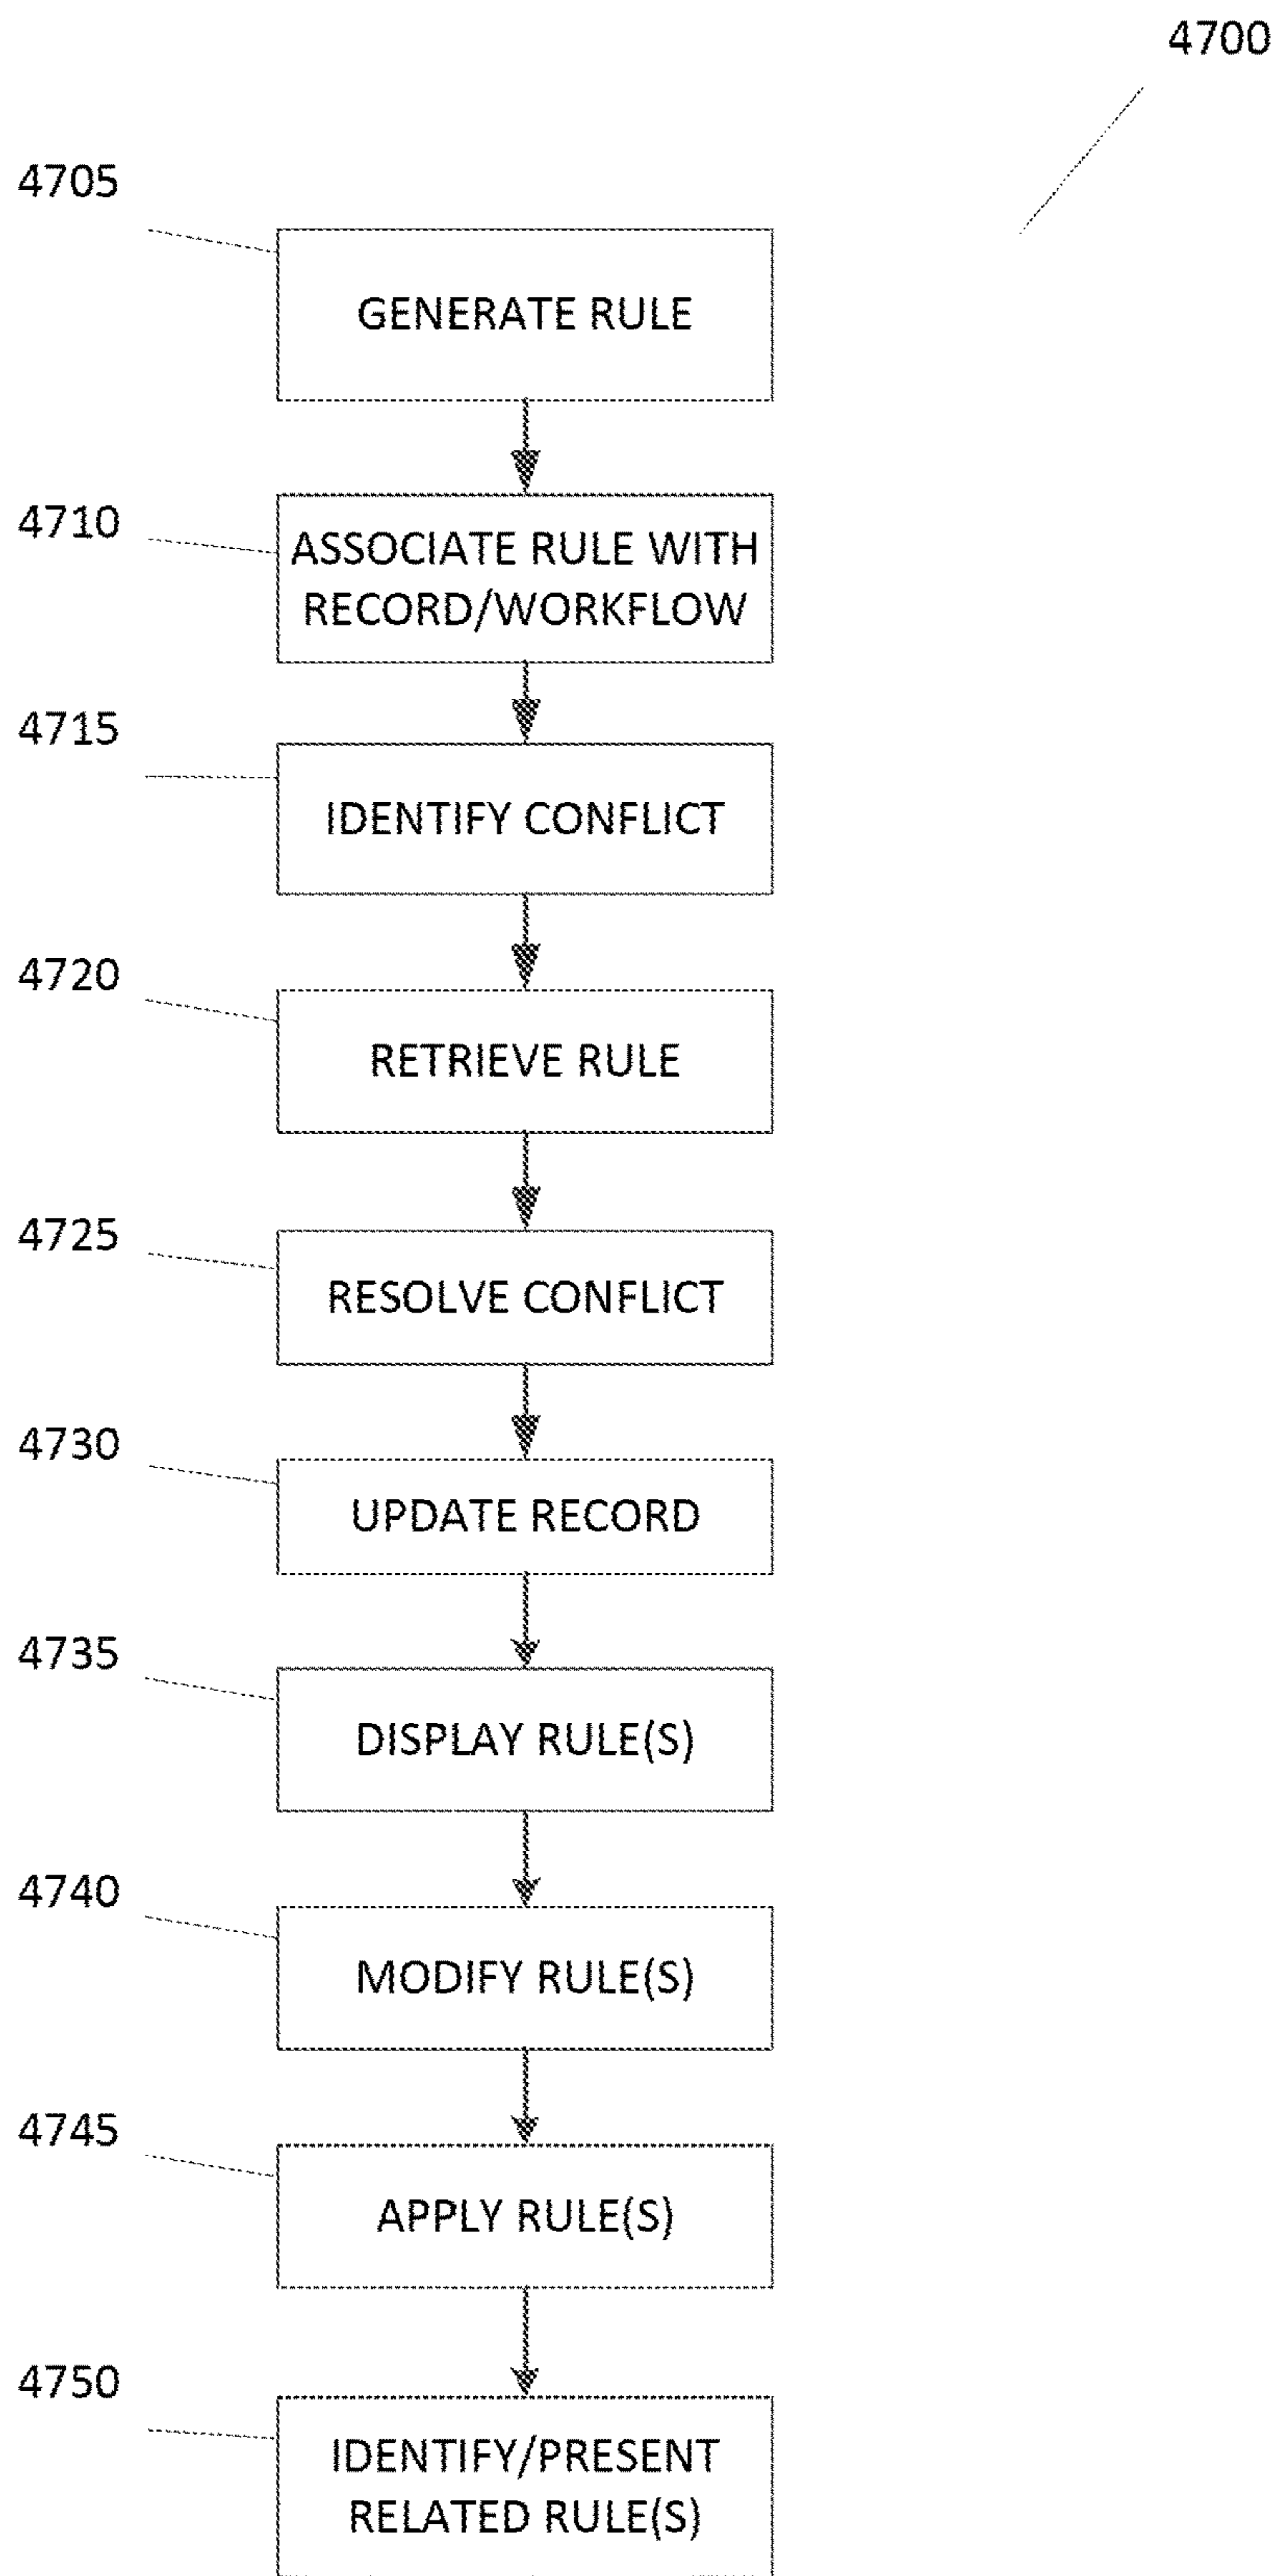 4700
4705
GENERATE RULE
4710
ASSOCIATE RULE WITH
RECORD/WORKFLOW
4715
IDENTIFY CONFLICT
4720
RETRIEVE RULE
4725
RESOLVE CONFLICT
4730
UPDATE RECORD
4735
DISPLAY RULE(S)
4740
MODIFY RULE(S)
4745
APPLY RULE(S)
4750
IDENTIFY/PRESENT
RELATED RULE(S)